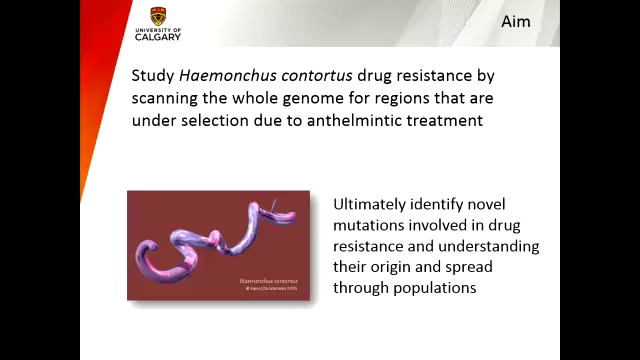 UNIVERSITY OF
CALGARY
Aim
Study Haemonchus contortus drug resistance by
scanning the whole genome for regions that are
under selection due to anthelmintic treatment
Ultimately identify novel
mutations involved in drug
resistance and understanding
their origin and spread
through populations
Haemonchus contortus